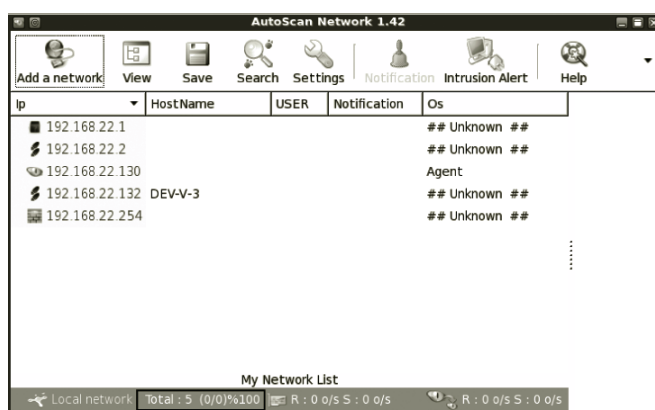 AutoScan Network 1.42
Add a network View Save Search Settings Notification Intrusion Alert Help
Ip HostName USER Notification Os
192.168.22.1 ## Unknown ##
192.168.22.2 ## Unknown ##
192.168.22.130 Agent
192.168.22.132 DEV-V-3 ## Unknown ##
192.168.22.254 ## Unknown ##
My Network List
Local network Total : 5 (0/0)%100 R : 0 o/s S : 0 o/s R : 0 o/s S : 0 o/s